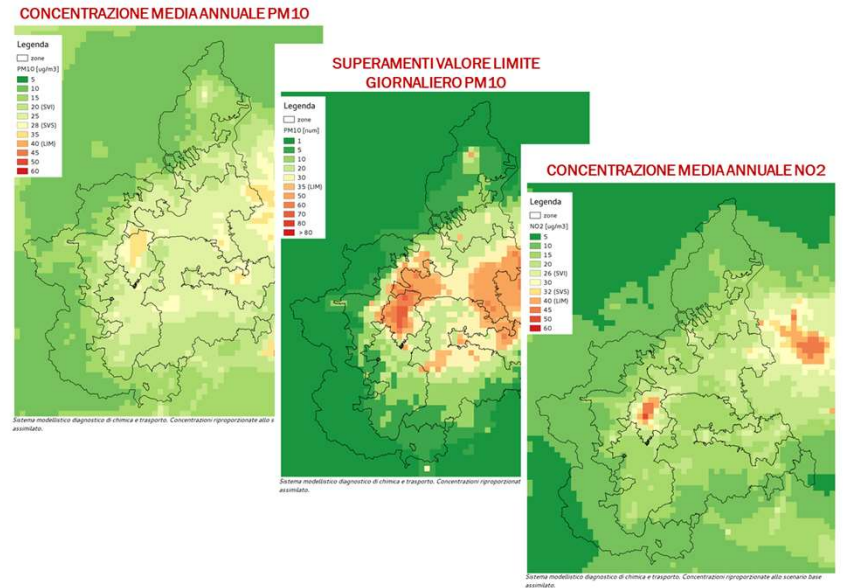 CONCENTRAZIONE MEDIA ANNUALE PM10
Legenda
zone
PM10 [ug/m3]
5
10
15
20 (SVI)
25
28 (SVS)
35
40 (LIM)
45
50
60
Sistema modellistico diagnostico di chimica e trasporto. Concentrazioni riproporzionate allo s
assimilato.
SUPERAMENTI VALORE LIMITE
GIORNALIERO PM10
Legenda
zone
PM10 [num]
1
5
10
20
30
35 (LIM)
50
60
70
80
> 80
Sistema modellistico diagnostico di chimica e trasporto. Concentrazioni riproporzionat
assimilato.
CONCENTRAZIONE MEDIA ANNUALE NO2
Legenda
zone
NO2 [ug/m3]
5
10
15
20
26 (SVI)
30
32 (SVS)
40 (LIM)
45
50
60
Sistema modellistico diagnostico di chimica e trasporto. Concentrazioni riproporzionate allo scenario base
assimilato.